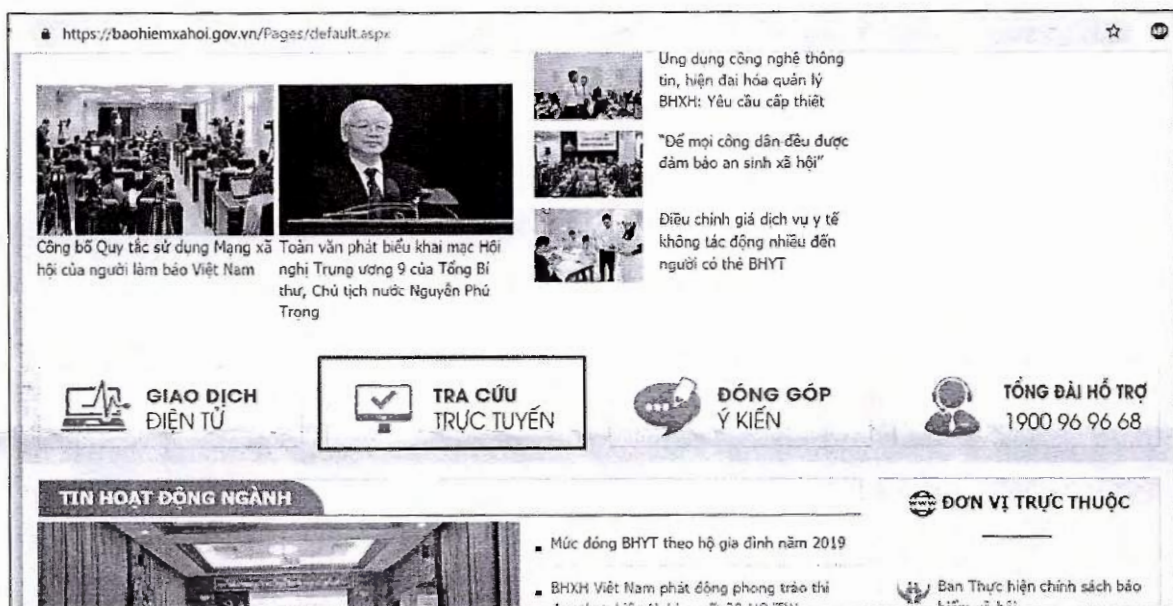 https://baohiemxahoi.gov.vn/Pages/default.aspx
Ứng dụng công nghệ thông
tin, hiện đại hóa quản lý
BHXH: Yêu cầu cấp thiết
"Để mọi công dân đều được
đảm bảo an sinh xã hội"
Điều chỉnh giá dịch vụ y tế
không tác động nhiều đến
người có thẻ BHYT
Công bố Quy tắc sử dụng Mạng xã
hội của người làm báo Việt Nam
Toàn văn phát biểu khai mạc Hội
nghị Trung ương 9 của Tổng Bí
thư, Chủ tịch nước Nguyễn Phú
Trọng
GIAO DỊCH
ĐIỆN TỬ
TRA CỨU
TRỰC TUYẾN
ĐÓNG GÓP
Ý KIẾN
TỔNG ĐÀI HỖ TRỢ
1900 96 96 68
TIN HOẠT ĐỘNG NGÀNH
Mức đóng BHYT theo hộ gia đình năm 2019
BHXH Việt Nam phát động phong trào thi
ĐƠN VỊ TRỰC THUỘC
Ban Thực hiện chính sách bảo